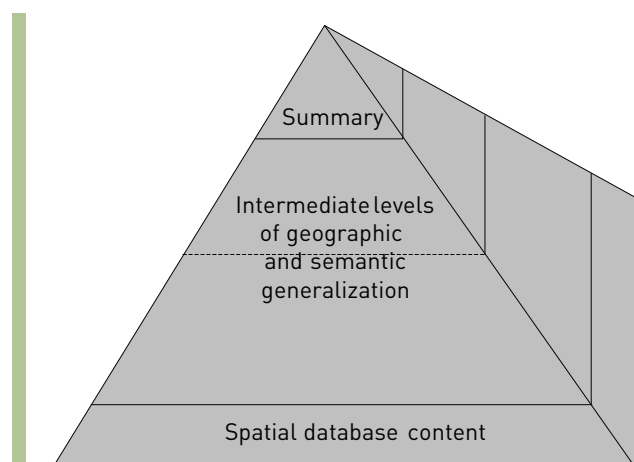 Summary
Intermediate levels
of geographic
and semantic
generalization
Spatial database content